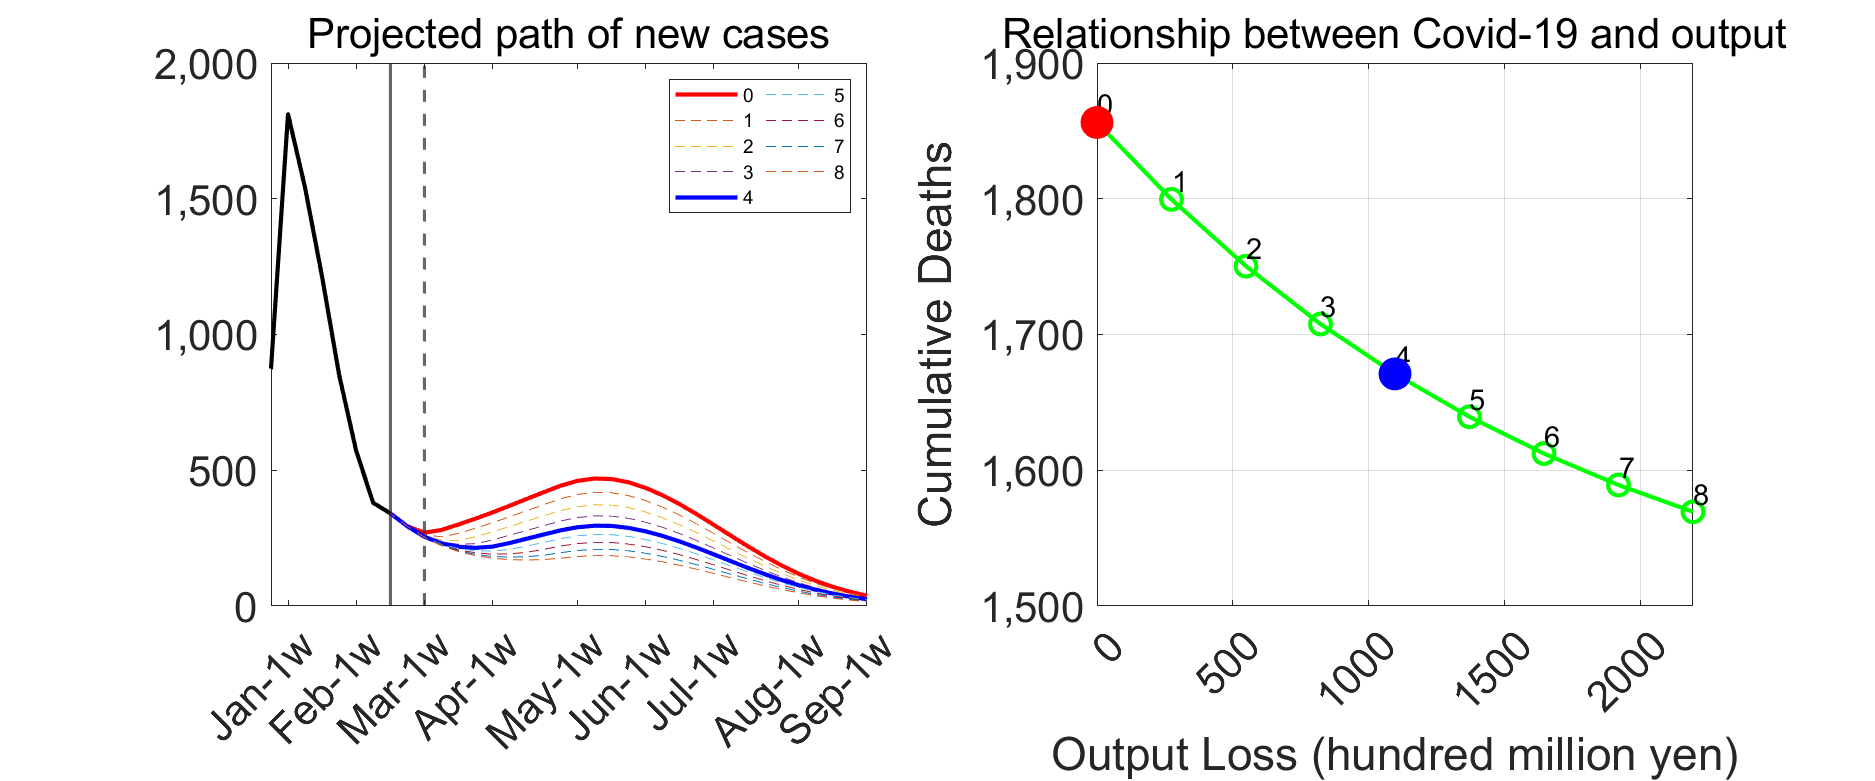 Projected path of new cases
2,000
1,500
1,000
500
0
Jan-1w
Feb-1w
Mar-1w
Apr-1w
May-1w
Jun-1w
Jul-1w
Aug-1w
Sep-1w
0
1
2
3
4
5
6
7
8
Relationship between Covid-19 and output
Cumulative Deaths
1,900
1,800
1,700
1,600
1,500
0
1
2
3
4
5
6
7
8
0
500
1000
1500
2000
Output Loss (hundred million yen)